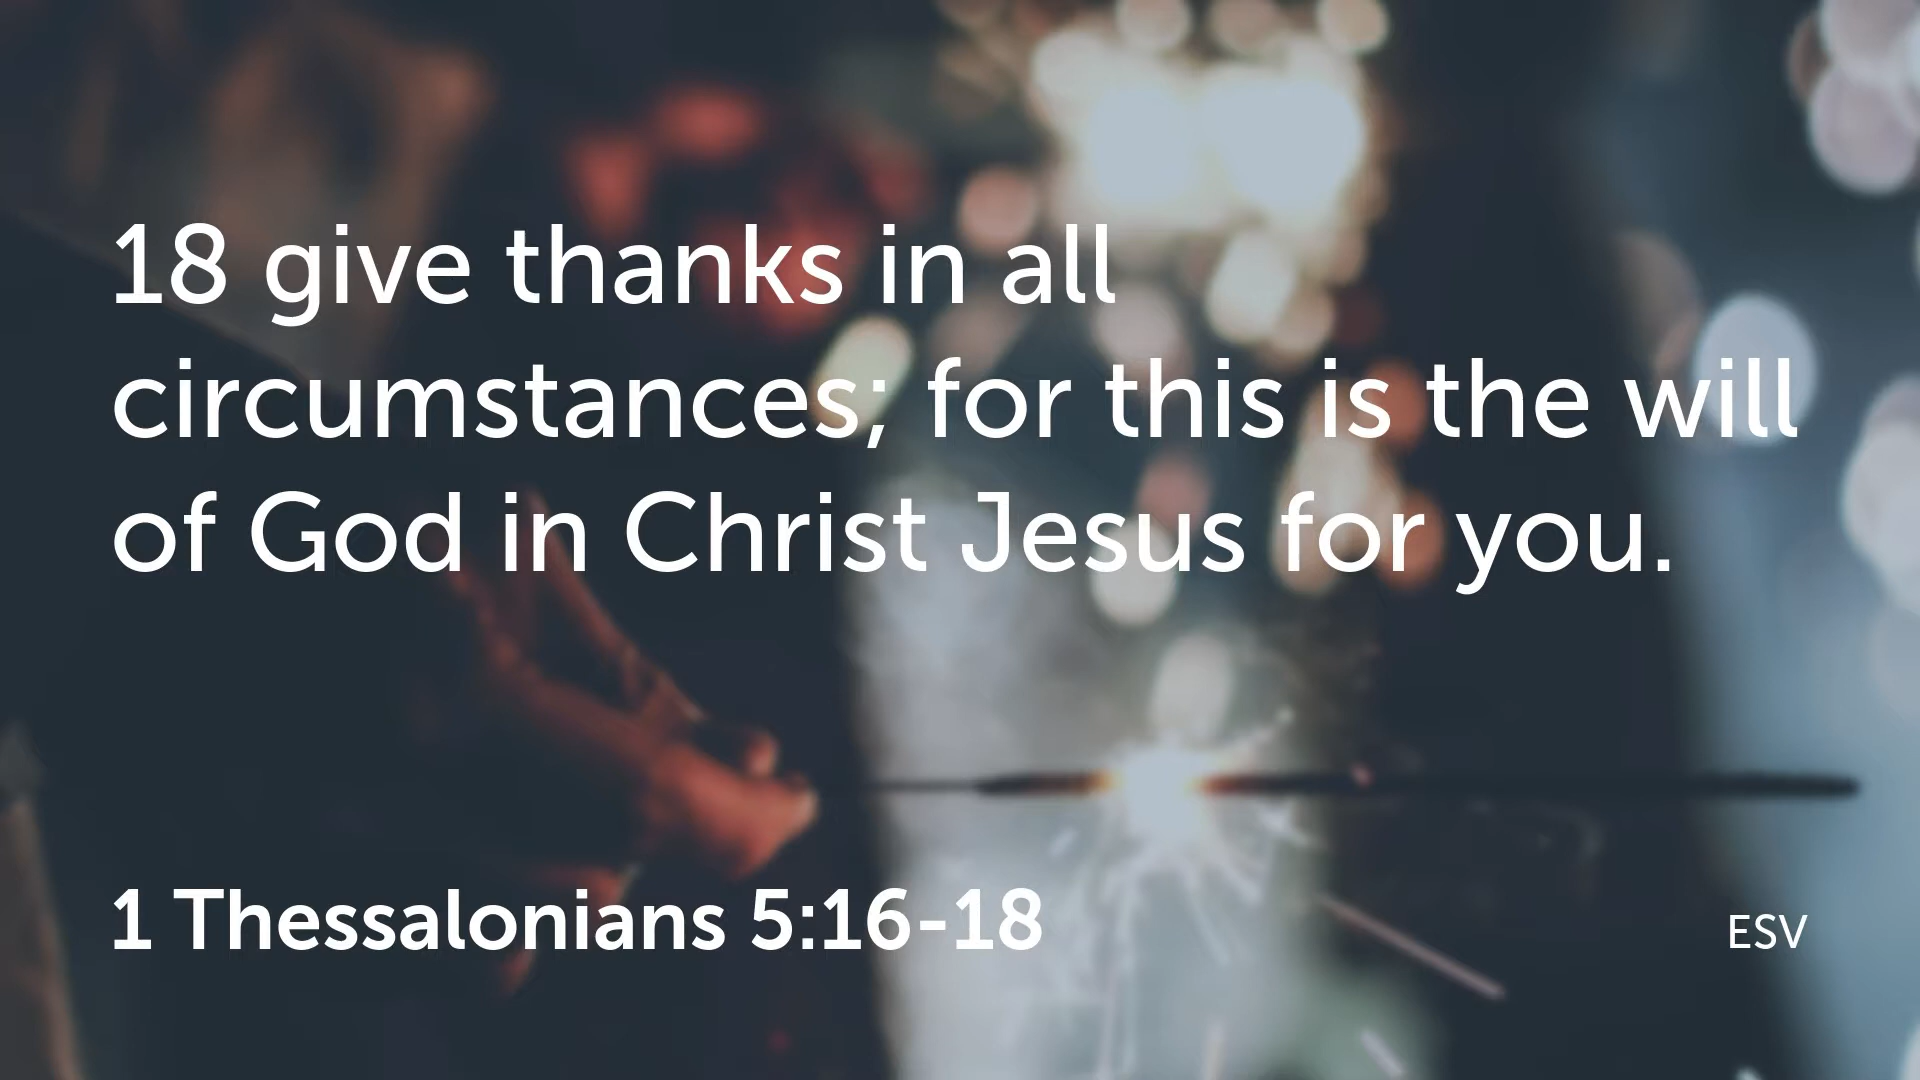 18 give thanks in all
circumstances; for this is the will
of God in Christ Jesus for you.
1 Thessalonians 5:16-18
ESV